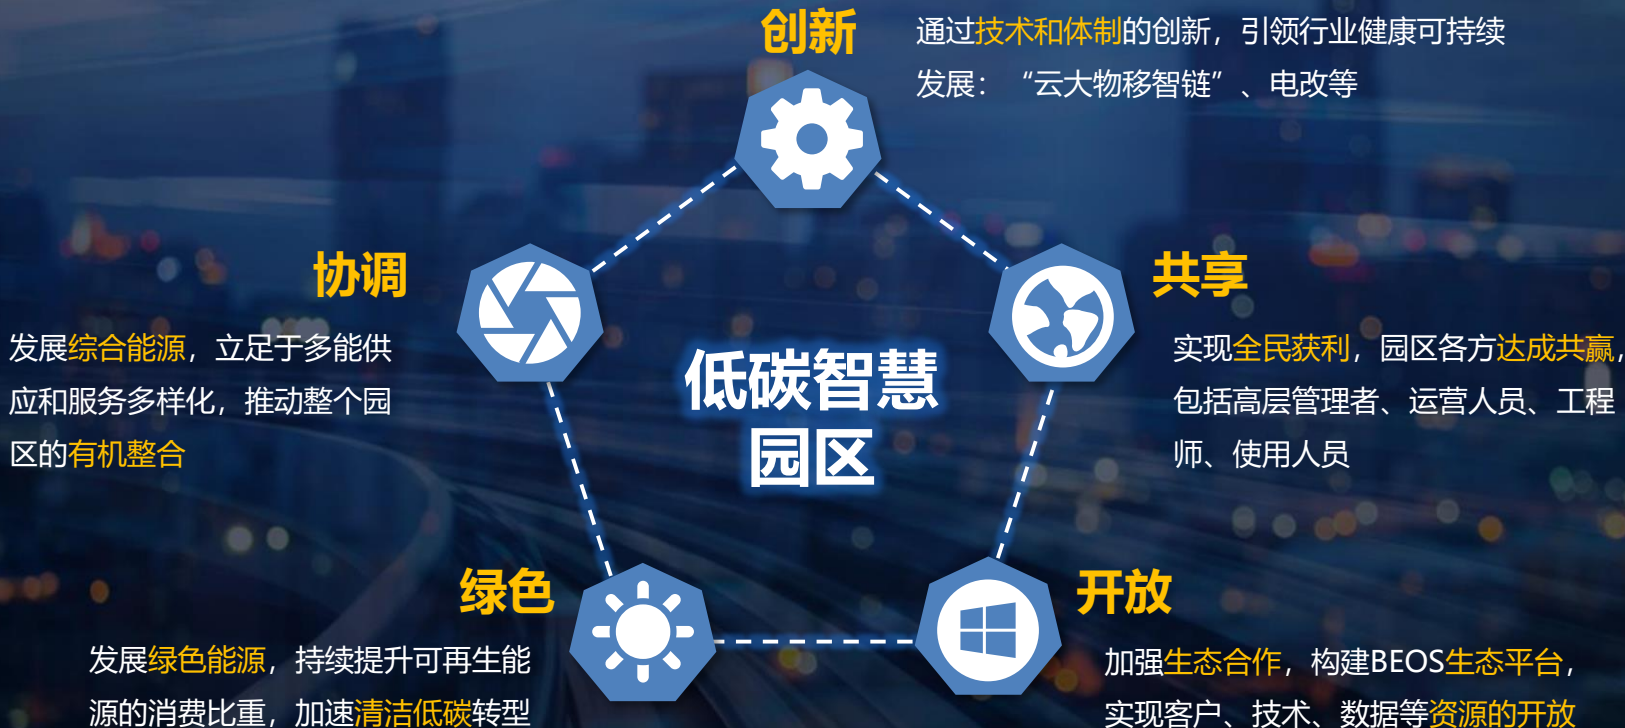 创新
通过技术和体制的创新，引领行业健康可持续
发展：“云大物移智链”、电改等
协调
发展综合能源，立足于多能供
应和服务多样化，推动整个园
区的有机整合
共享
实现全民获利，园区各方达成共赢，
包括高层管理者、运营人员、工程
师、使用人员
低碳智慧
园区
绿色
发展绿色能源，持续提升可再生能
源的消费比重，加速清洁低碳转型
开放
加强生态合作，构建BEOS生态平台，
实现客户、技术、数据等资源的开放